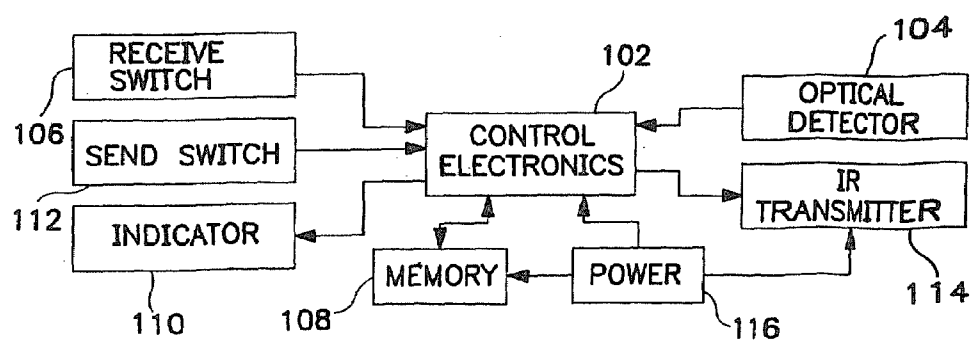 RECEIVE
SWITCH
106
SEND SWITCH
112
INDICATOR
110
102
CONTROL
ELECTRONICS
MEMORY
108
POWER
116
104
OPTICAL
DETECTOR
IR
TRANSMITTER
114